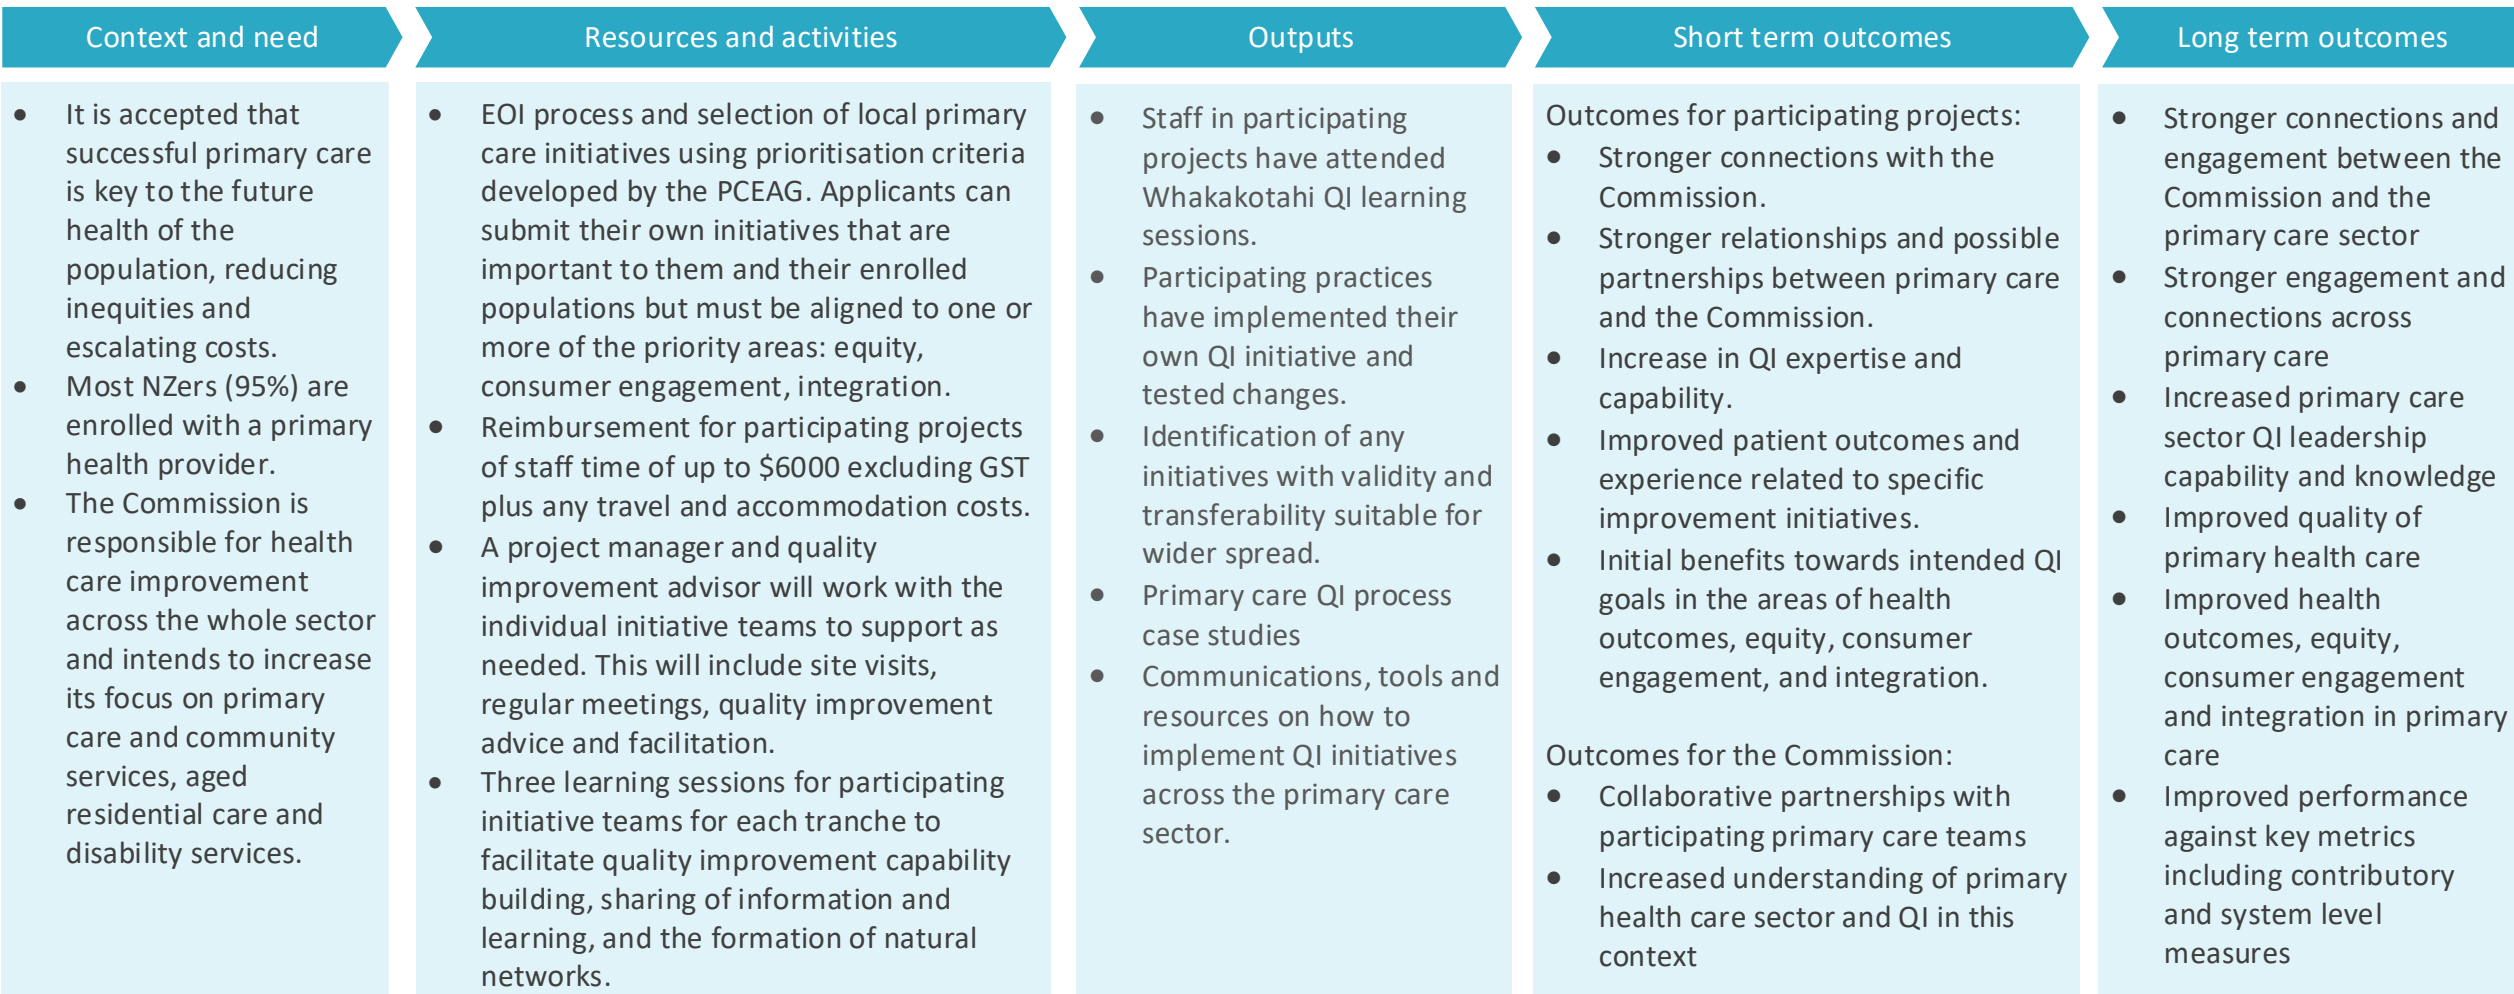 Context and need
Resources and activities
Outputs
Short term outcomes
Long term outcomes
• It is accepted that
successful primary care
is key to the future
health of the
population, reducing
inequities and
escalating costs.
• Most NZers (95%) are
enrolled with a primary
health provider.
• The Commission is
responsible for health
care improvement
across the whole sector
and intends to increase
its focus on primary
care and community
services, aged
residential care and
disability services.
• EOI process and selection of local primary
care initiatives using prioritisation criteria
developed by the PCEAG. Applicants can
submit their own initiatives that are
important to them and their enrolled
populations but must be aligned to one or
more of the priority areas: equity,
consumer engagement, integration.
• Reimbursement for participating projects
of staff time of up to $6000 excluding GST
plus any travel and accommodation costs.
• A project manager and quality
improvement advisor will work with the
individual initiative teams to support as
needed. This will include site visits,
regular meetings, quality improvement
advice and facilitation.
• Three learning sessions for participating
initiative teams for each tranche to
facilitate quality improvement capability
building, sharing of information and
learning, and the formation of natural
networks.
• Staff in participating
projects have attended
Whakakotahi QI learning
sessions.
• Participating practices
have implemented their
own QI initiative and
tested changes.
• Identification of any
initiatives with validity and
transferability suitable for
wider spread.
• Primary care QI process
case studies
• Communications, tools and
resources on how to
implement QI initiatives
across the primary care
sector.
Outcomes for participating projects:
• Stronger connections with the
Commission.
• Stronger relationships and possible
partnerships between primary care
and the Commission.
• Increase in QI expertise and
capability.
• Improved patient outcomes and
experience related to specific
improvement initiatives.
• Initial benefits towards intended QI
goals in the areas of health
outcomes, equity, consumer
engagement, and integration.
Outcomes for the Commission:
• Collaborative partnerships with
participating primary care teams
• Increased understanding of primary
health care sector and QI in this
context
• Stronger connections and
engagement between the
Commission and the
primary care sector
• Stronger engagement and
connections across
primary care
• Increased primary care
sector QI leadership
capability and knowledge
• Improved quality of
primary health care
• Improved health
outcomes, equity,
consumer engagement
and integration in primary
care
• Improved performance
against key metrics
including contributory
and system level
measures